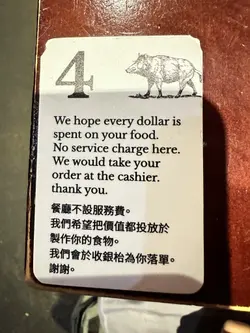 4
We hope every dollar is
spent on your food.
No service charge here.
We would take your
order at the cashier.
thank you.
餐廳不設服務費。
我們希望把價值都投放於
製作你的食物。
我們會於收銀枱為你落單。
謝謝。